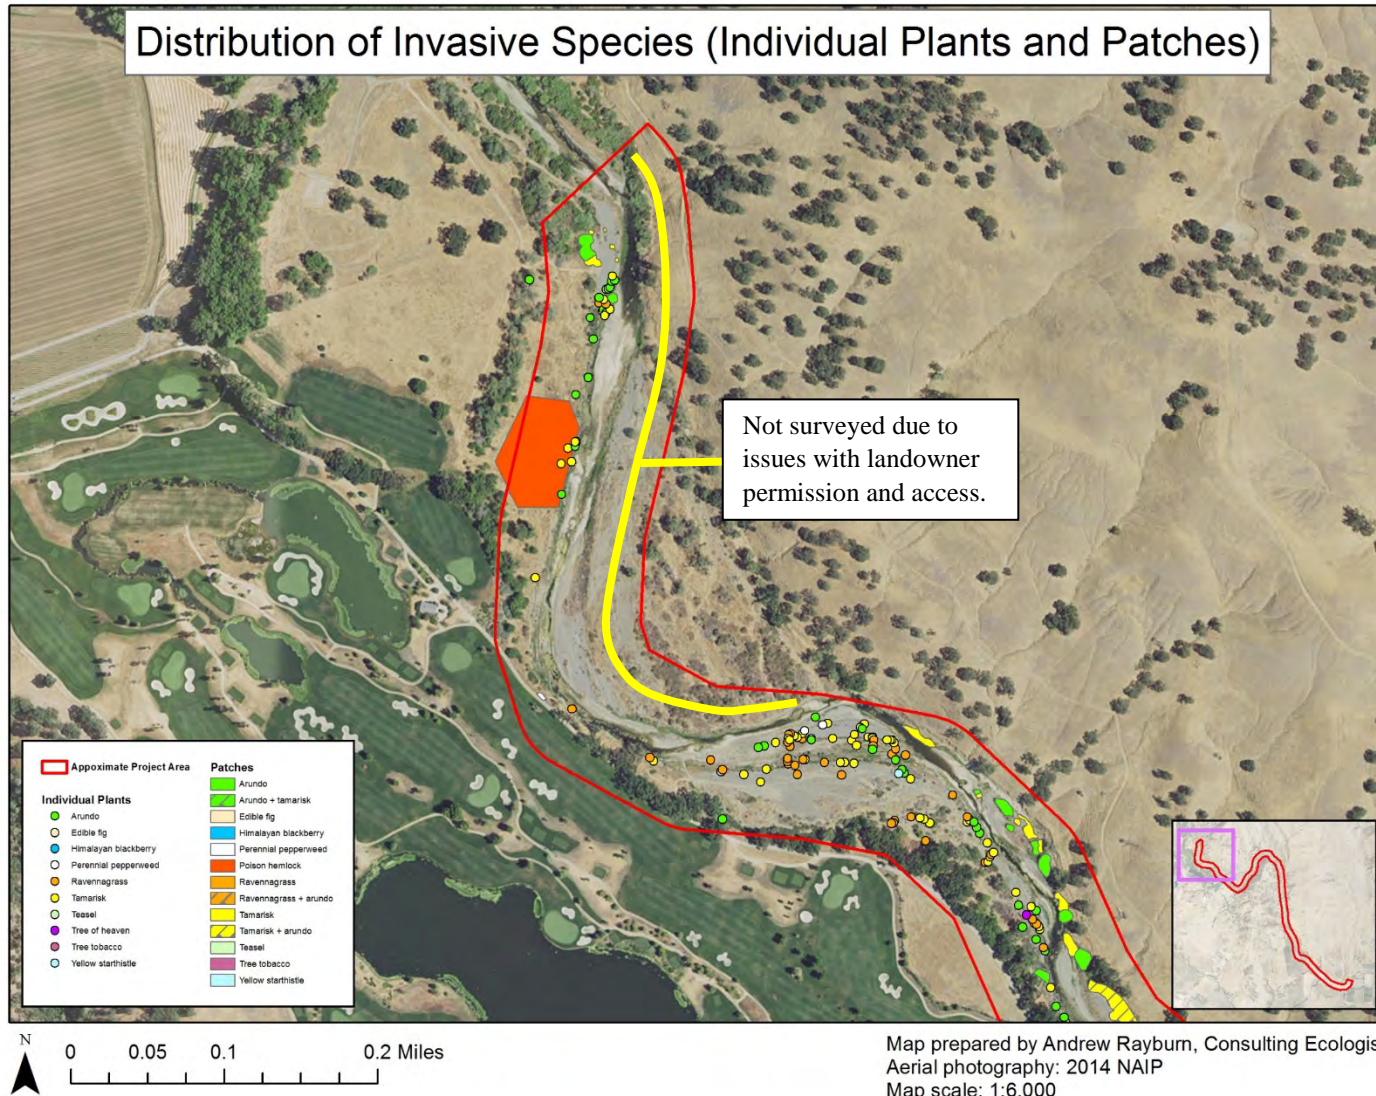 Distribution of Invasive Species (Individual Plants and Patches)
Not surveyed due to
issues with landowner
permission and access.
Appoximate Project Area
Individual Plants
Arundo
Edible fig
Himalayan blackberry
Perennial pepperweed
Ravennagrass
Tamarisk
Teasel
Tree of heaven
Tree tobacco
Yellow starthistle
Patches
Arundo
Arundo + tamarisk
Edible fig
Himalayan blackberry
Perennial pepperweed
Poison hemlock
Ravennagrass
Ravennagrass + arundo
Tamarisk
Tamarisk + arundo
Teasel
Tree tobacco
Yellow starthistle
N
0 0.05 0.1 0.2 Miles
Map prepared by Andrew Rayburn, Consulting Ecologis
Aerial photography: 2014 NAIP
Map scale: 1:6,000